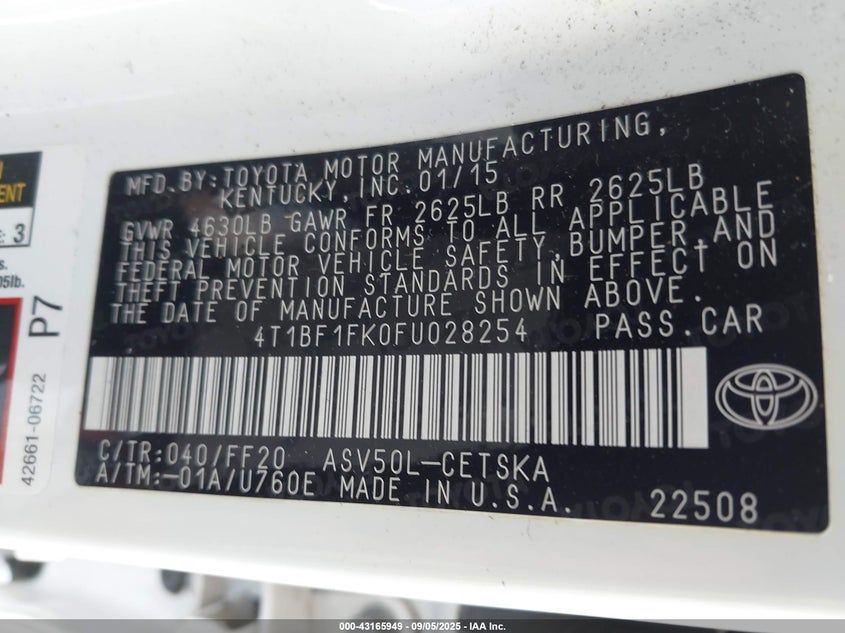 MFD.BY:TOYOTA MOTOR MANUFACTURING,
KENTUCKY,INC.01/15
GVWR 4630LB GAWR FR 2625LB RR 2625LB
THIS VEHICLE CONFORMS TO ALL APPLICABLE
FEDERAL MOTOR VEHICLE SAFETY,BUMPER,AND
THEFT PREVENTION STANDARDS IN EFFECT ON
THE DATE OF MANUFACTURE SHOWN ABOVE.
4T1BF1FK0FU028254 PASS.CAR
C/TR:040/FF20 ASV50L-CETSKA
A/TM:-01A/U760E MADE IN U.S.A.
22508
3
P7
42661-06722
000-43165949 - 09/05/2025 - IAA Inc.